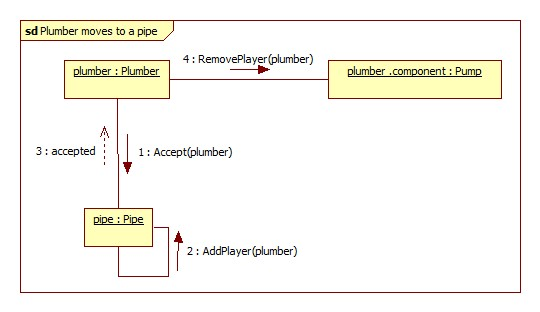 sd Plumber moves to a pipe
4 : RemovePlayer(plumber)
plumber : Plumber
plumber .component : Pump
3 : accepted
1 : Accept(plumber)
pipe : Pipe
2 : AddPlayer(plumber)